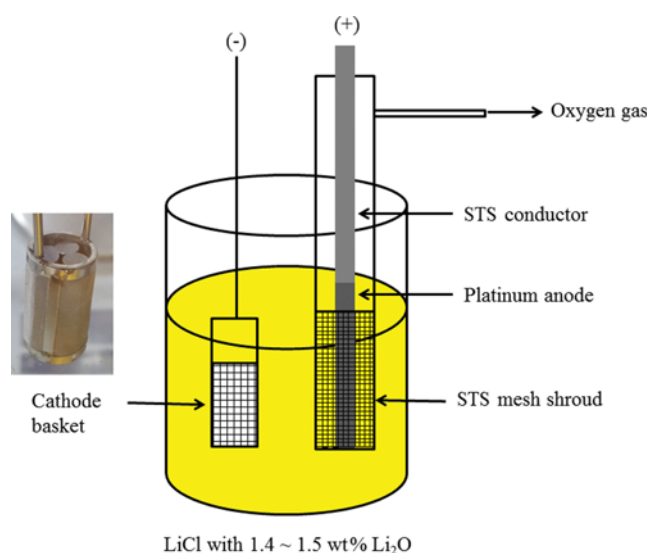 (-)
(+)
Oxygen gas
STS conductor
Platinum anode
Cathode
basket
STS mesh shroud
LiCl with 1.4 ~ 1.5 wt% Li₂O